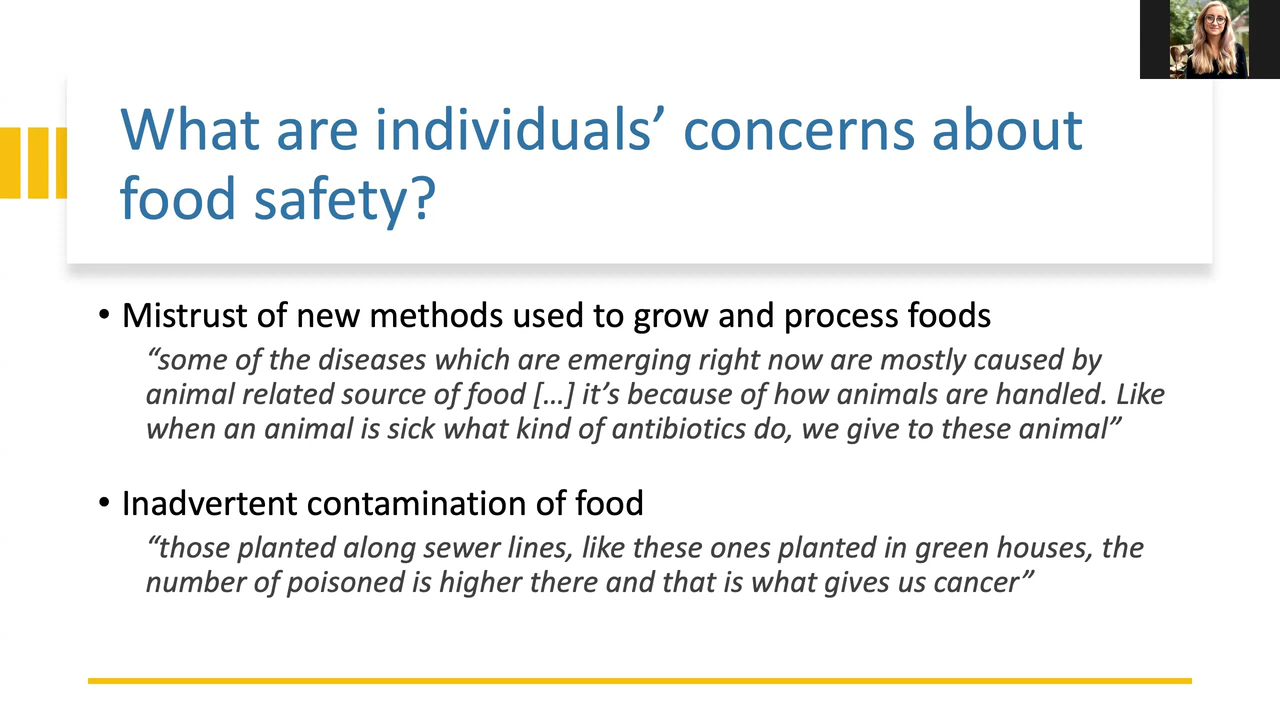 What are individuals’ concerns about
food safety?
• Mistrust of new methods used to grow and process foods
“some of the diseases which are emerging right now are mostly caused by
animal related source of food […] it’s because of how animals are handled. Like
when an animal is sick what kind of antibiotics do, we give to these animal”
• Inadvertent contamination of food
“those planted along sewer lines, like these ones planted in green houses, the
number of poisoned is higher there and that is what gives us cancer”